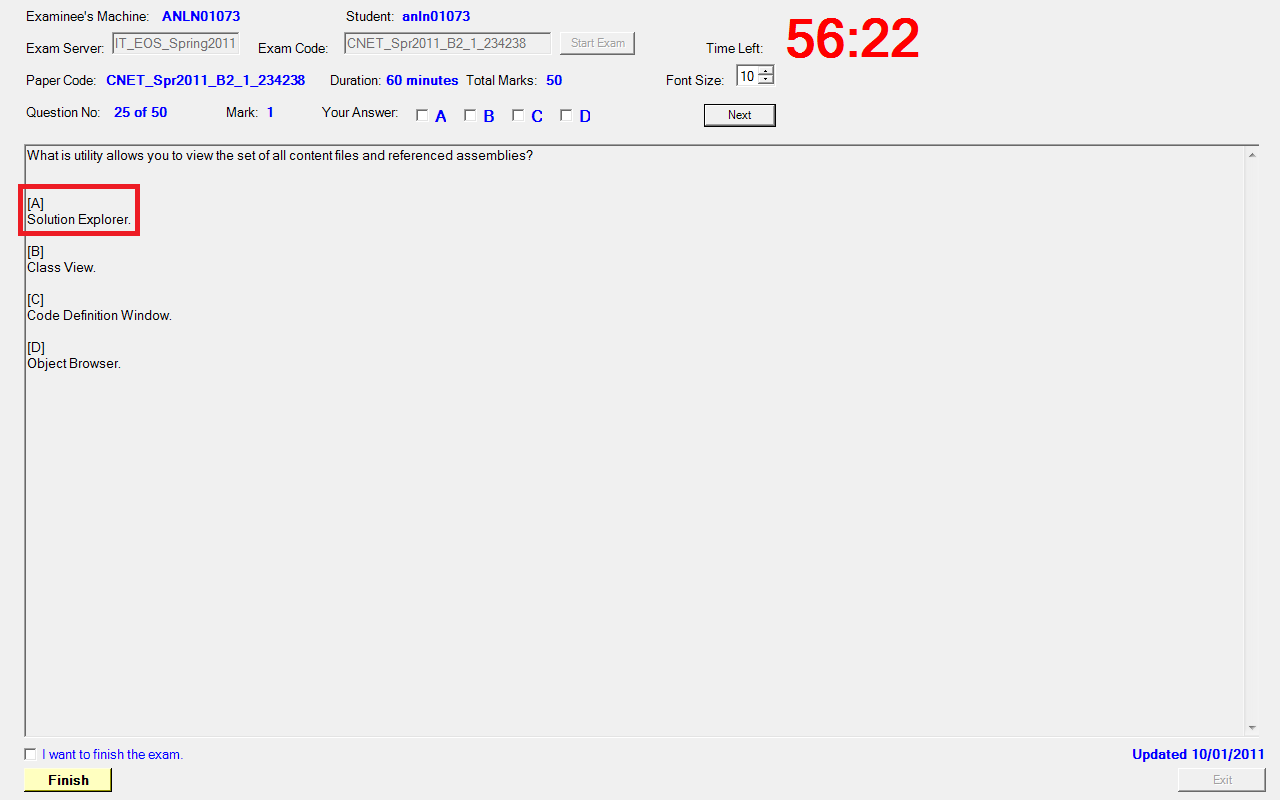 Examinee's Machine: ANLN01073 Student: anln01073
Exam Server: IT_EOS_Spring2011 Exam Code: CNET_Spr2011_B2_1_234238 Start Exam Time Left: 56:22
Paper Code: CNET_Spr2011_B2_1_234238 Duration: 60 minutes Total Marks: 50 Font Size: 10
Question No: 25 of 50 Mark: 1 Your Answer: A B C D Next
What is utility allows you to view the set of all content files and referenced assemblies?
[A]
Solution Explorer.
[B]
Class View.
[C]
Code Definition Window.
[D]
Object Browser.
I want to finish the exam. Updated 10/01/2011
Finish Exit